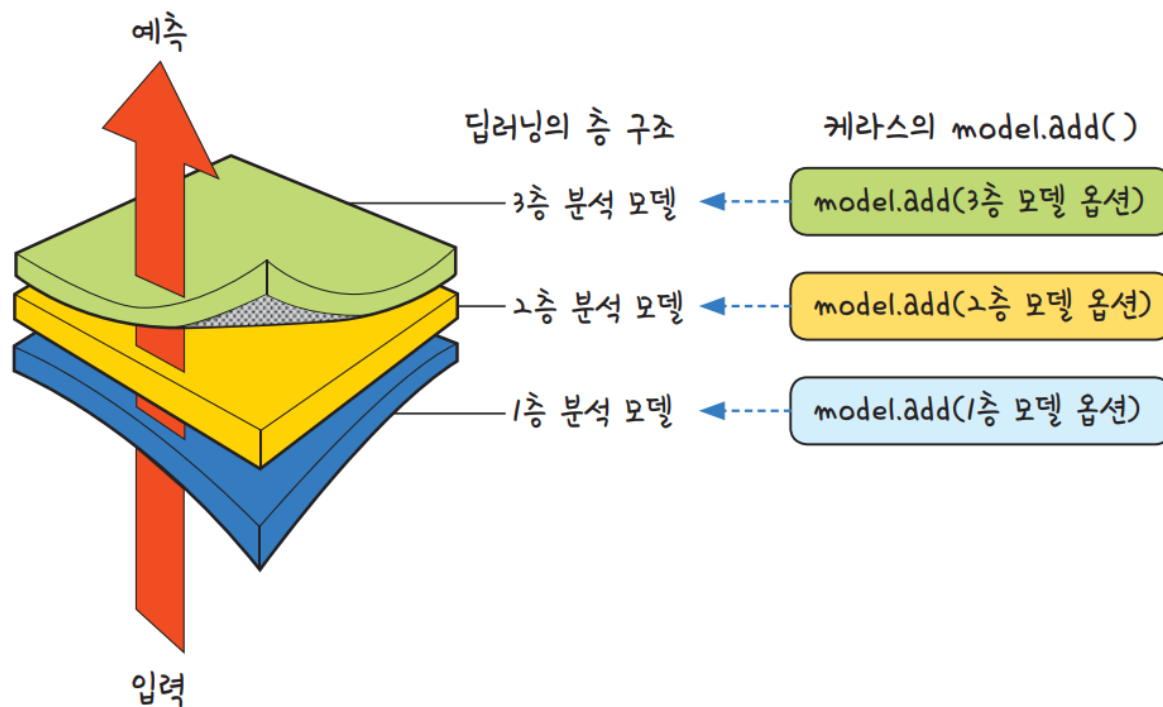 예측
딥러닝의 층 구조
케라스의 model.add()
3층 분석 모델
model.add(3층 모델 옵션)
2층 분석 모델
model.add(2층 모델 옵션)
1층 분석 모델
model.add(1층 모델 옵션)
입력